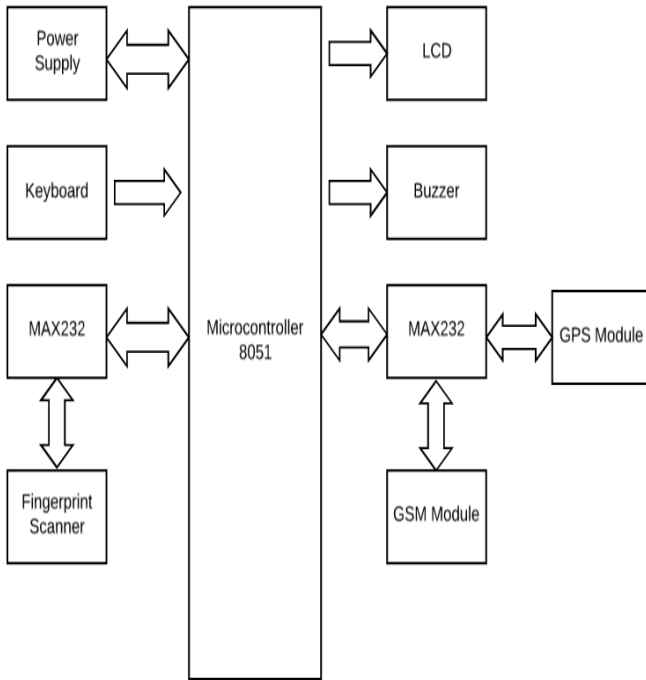 Power
Supply
LCD
Keyboard
Buzzer
MAX232
Microcontroller
8051
MAX232
GPS Module
Fingerprint
Scanner
GSM Module